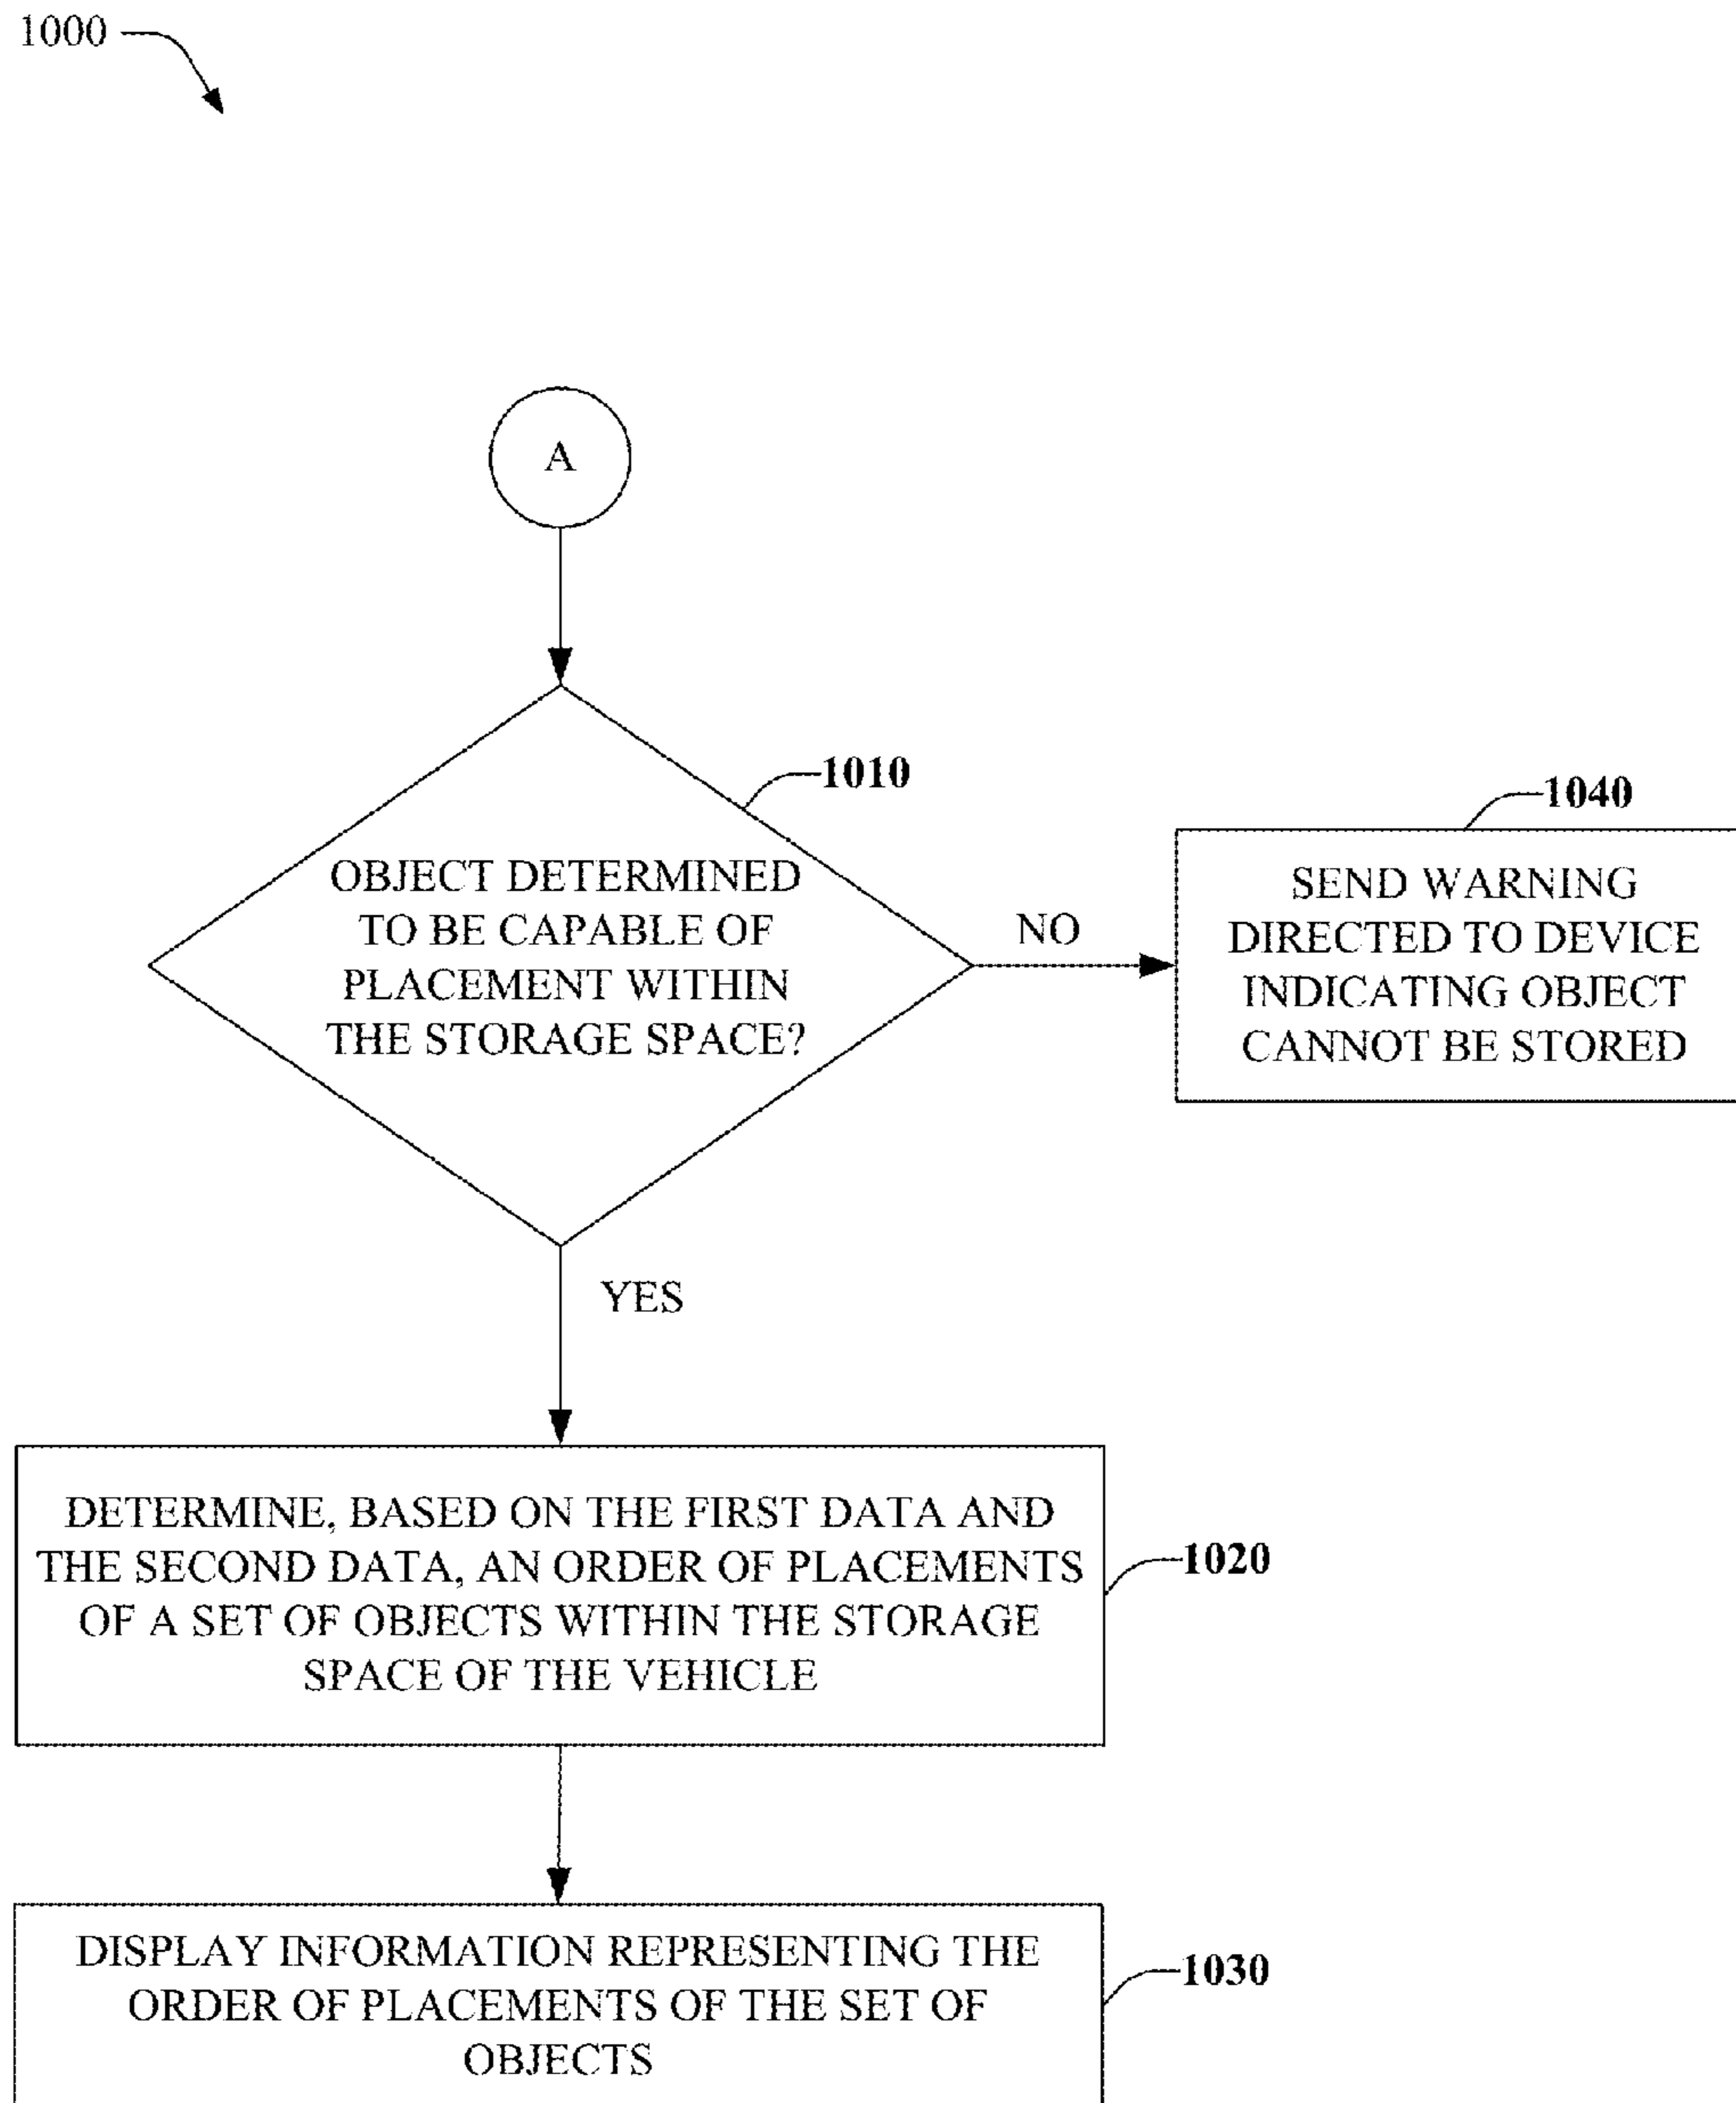 1000
A
1010
OBJECT DETERMINED
TO BE CAPABLE OF
PLACEMENT WITHIN
THE STORAGE SPACE?
NO
1040
SEND WARNING
DIRECTED TO DEVICE
INDICATING OBJECT
CANNOT BE STORED
YES
DETERMINE, BASED ON THE FIRST DATA AND
THE SECOND DATA, AN ORDER OF PLACEMENTS
OF A SET OF OBJECTS WITHIN THE STORAGE
SPACE OF THE VEHICLE
1020
DISPLAY INFORMATION REPRESENTING THE
ORDER OF PLACEMENTS OF THE SET OF
OBJECTS
1030